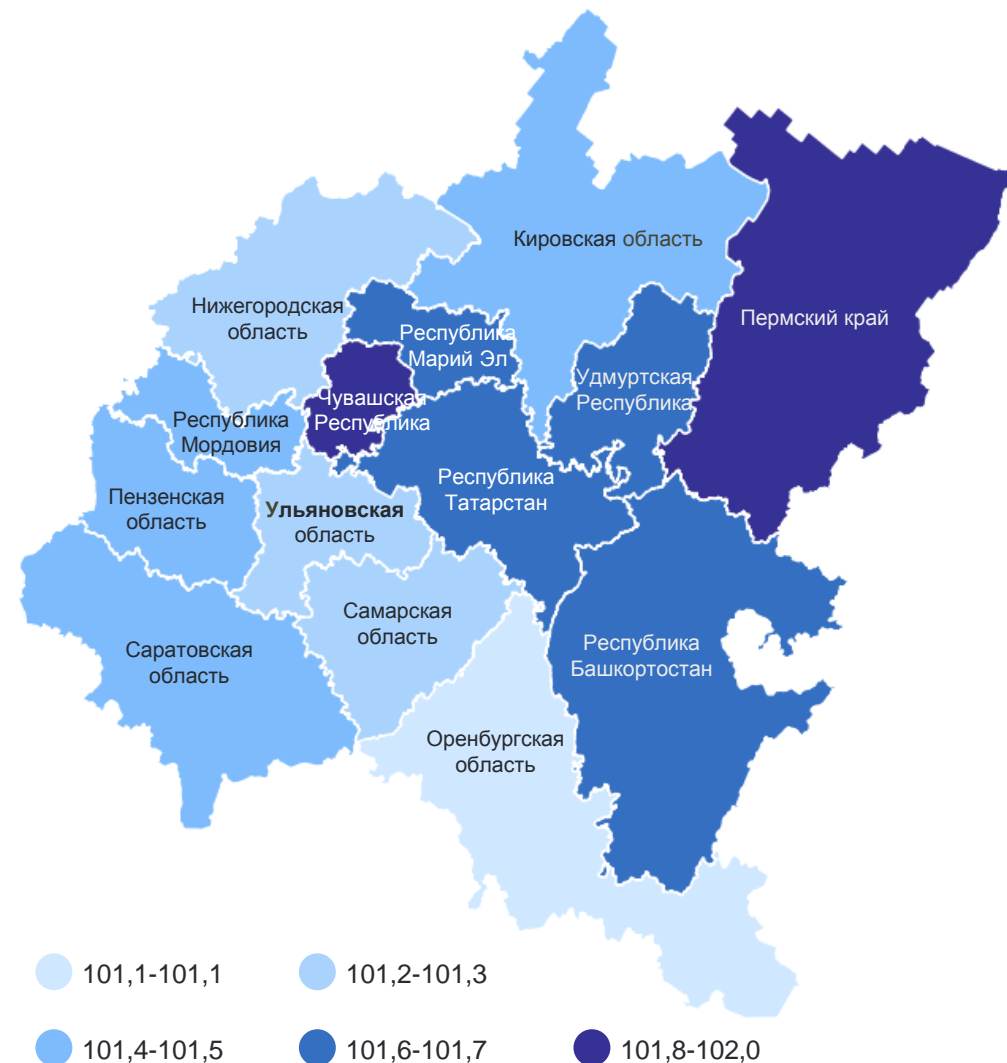 Кировская область
Нижегородская
область
Пермский край
Республика
Марий Эл
Удмуртская
Республика
Чувашская
Республика
Республика
Мордовия
Республика
Татарстан
Пензенская
область
Ульяновская
область
Самарская
область
Саратовская
область
Республика
Башкортостан
Оренбургская
область
101,1-101,1
101,2-101,3
101,4-101,5
101,6-101,7
101,8-102,0